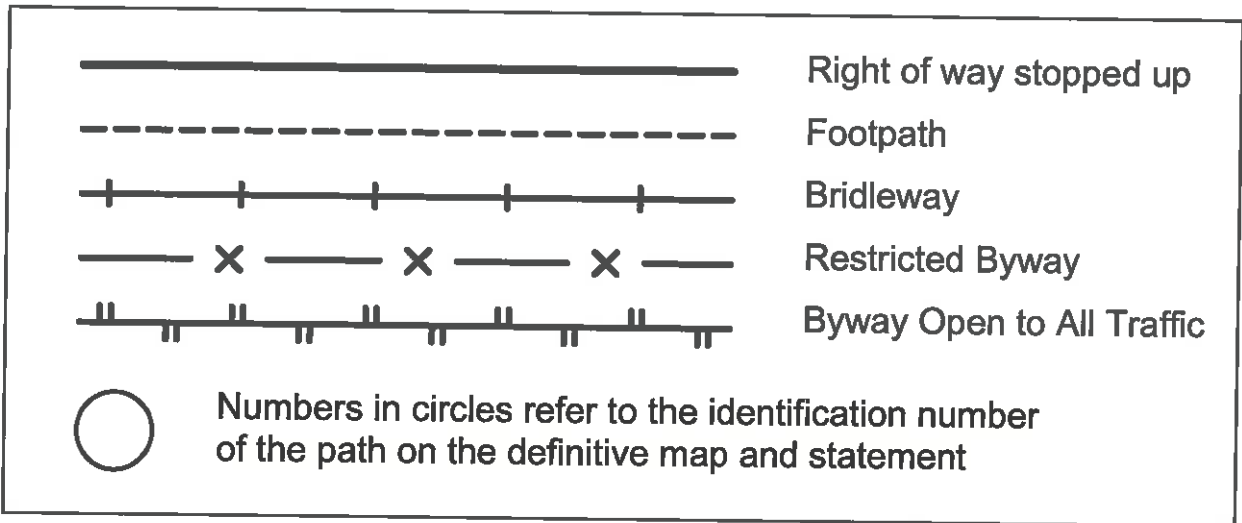 Right of way stopped up
Footpath
Bridleway
Restricted Byway
Byway Open to All Traffic
Numbers in circles refer to the identification number
of the path on the definitive map and statement